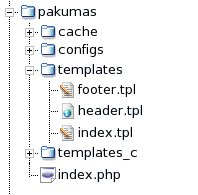 pakumas
cache
configs
templates
footer.tpl
header.tpl
index.tpl
templates_c
index.php